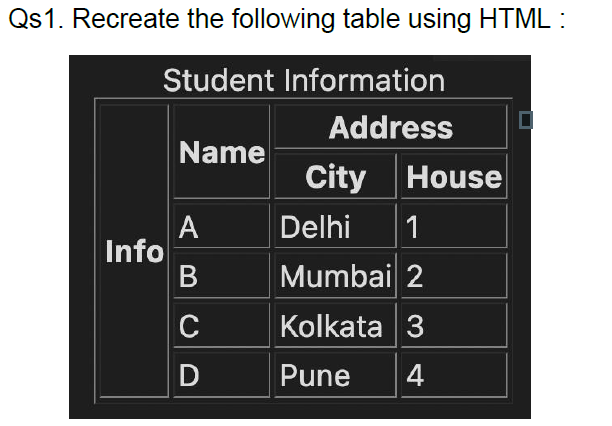 Qs1. Recreate the following table using HTML :
Student Information
Info Name Address
City House
A Delhi 1
B Mumbai 2
C Kolkata 3
D Pune 4